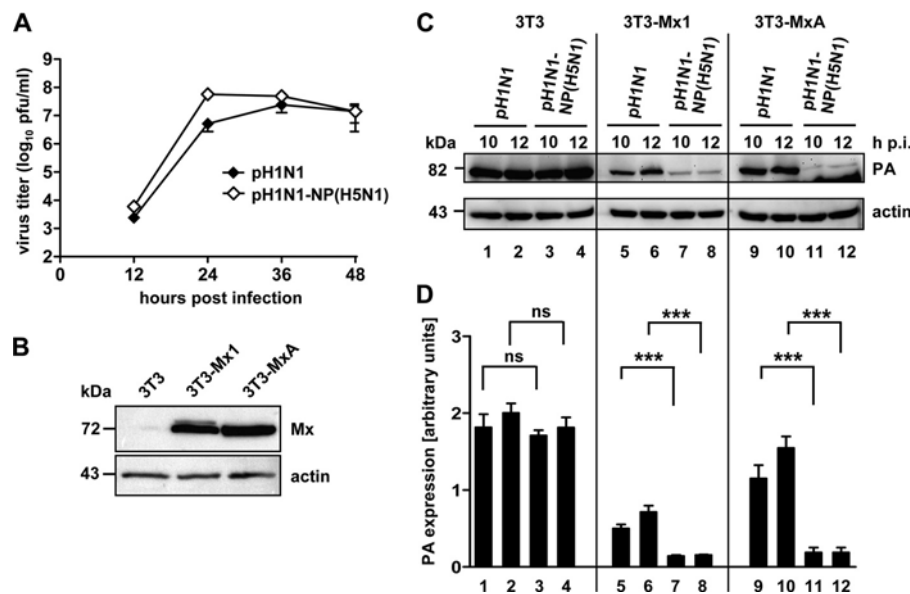 A
virus titer (log10 pfu/ml)
9
8
7
6
5
4
3
2
0 12 24 36 48
hours post infection
pH1N1
pH1N1-NP(H5N1)
B
kDa
3T3
3T3-Mx1
3T3-MxA
72
Mx
43
actin
C
3T3 3T3-Mx1 3T3-MxA
pH1N1 pH1N1-NP(H5N1) pH1N1 pH1N1-NP(H5N1) pH1N1 pH1N1-NP(H5N1)
kDa 10 12 10 12 10 12 10 12 10 12 10 12 h p.i.
82 PA
43 actin
1 2 3 4 5 6 7 8 9 10 11 12
D
PA expression [arbitrary units]
3
2
1
0
ns
ns
***
***
***
***
1 2 3 4 5 6 7 8 9 10 11 12